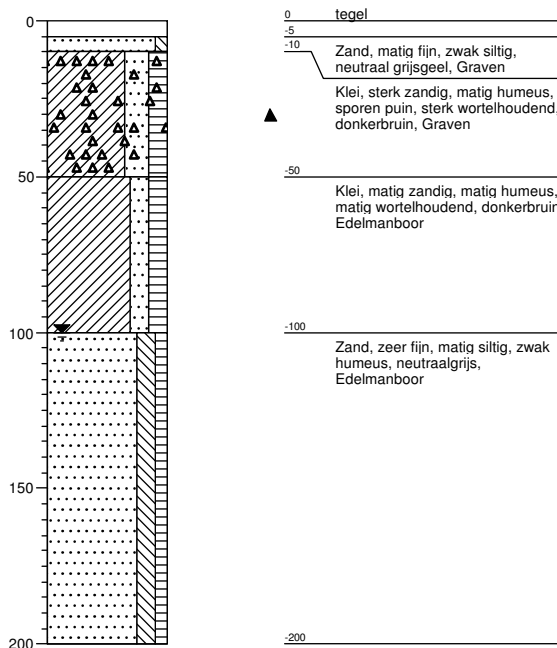 0
50
100
150
200
0
tegel
-5
-10
Zand, matig fijn, zwak siltig,
neutraal grijsgeel, Graven
Klei, sterk zandig, matig humeus,
sporen puin, sterk wortelhoudend,
donkerbruin, Graven
-50
Klei, matig zandig, matig humeus,
matig wortelhoudend, donkerbruin
Edelmanboor
-100
Zand, zeer fijn, matig siltig, zwak
humeus, neutraalgrijs,
Edelmanboor
-200